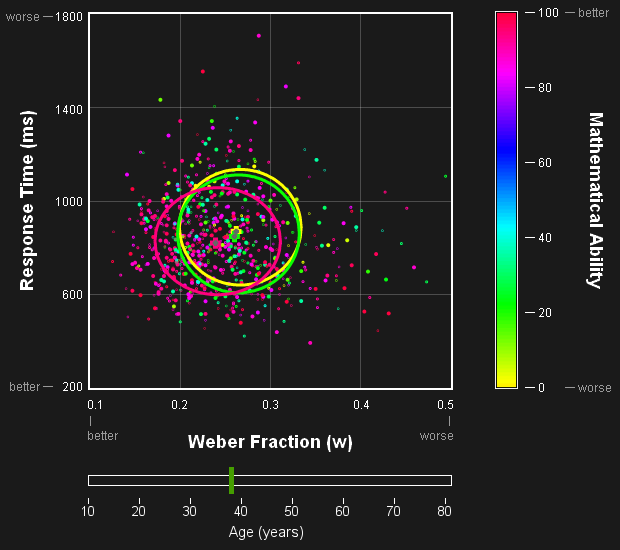 worse
1800
1400
1000
600
better
200
Response Time (ms)
0.1
0.2
0.3
0.4
0.5
better
worse
Weber Fraction (w)
100
better
80
60
40
20
0
worse
Mathematical Ability
10
20
30
40
50
60
70
80
Age (years)